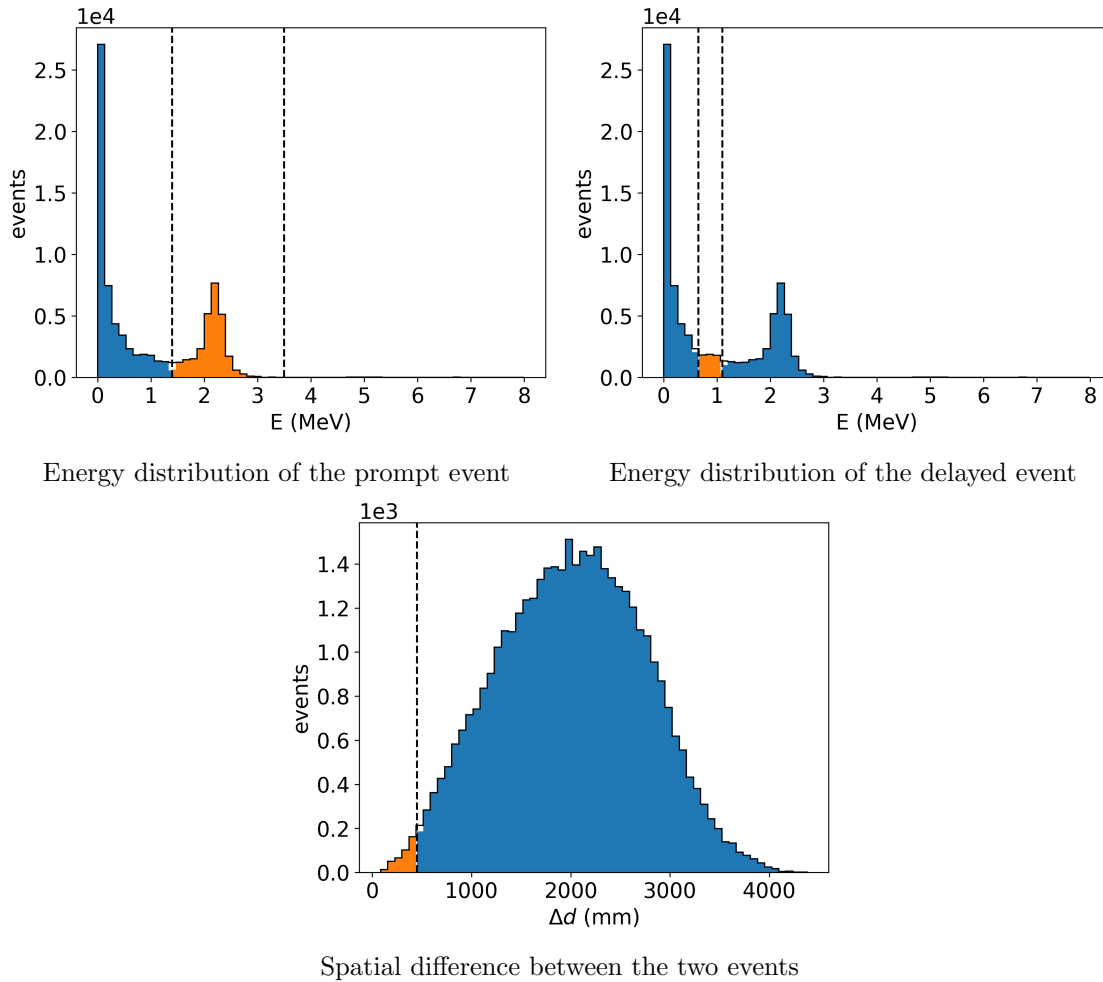 1e4
events
2.5
2.0
1.5
1.0
0.5
0.0
0 1 2 3 4 5 6 7 8
E (MeV)
Energy distribution of the prompt event
1e4
events
2.5
2.0
1.5
1.0
0.5
0.0
0 1 2 3 4 5 6 7 8
E (MeV)
Energy distribution of the delayed event
1e3
events
1.4
1.2
1.0
0.8
0.6
0.4
0.2
0.0
0 1000 2000 3000 4000
Δd (mm)
Spatial difference between the two events